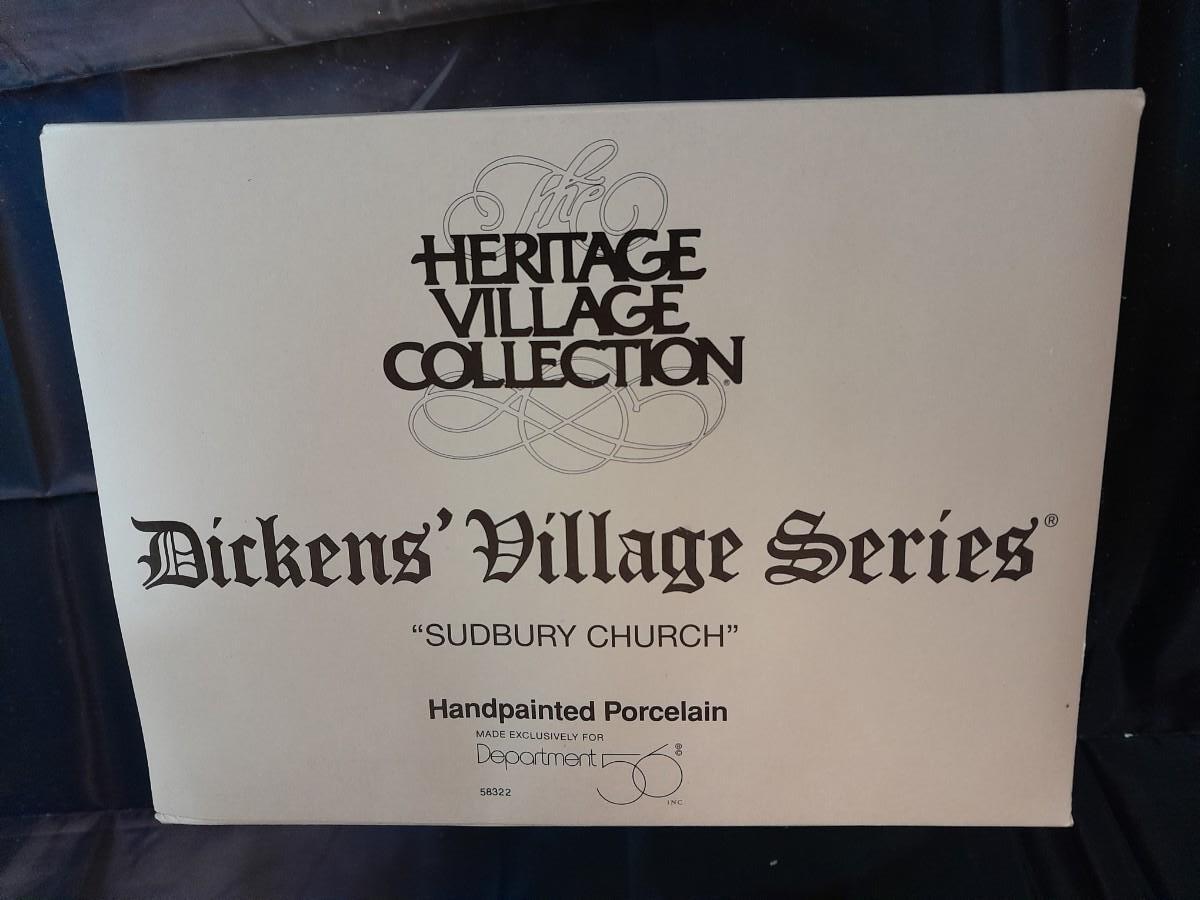 The
HERITAGE
VILLAGE
COLLECTION®
Dickens' Village Series®
“SUDBURY CHURCH”
Handpainted Porcelain
MADE EXCLUSIVELY FOR
Department 56 ®©
INC
58322